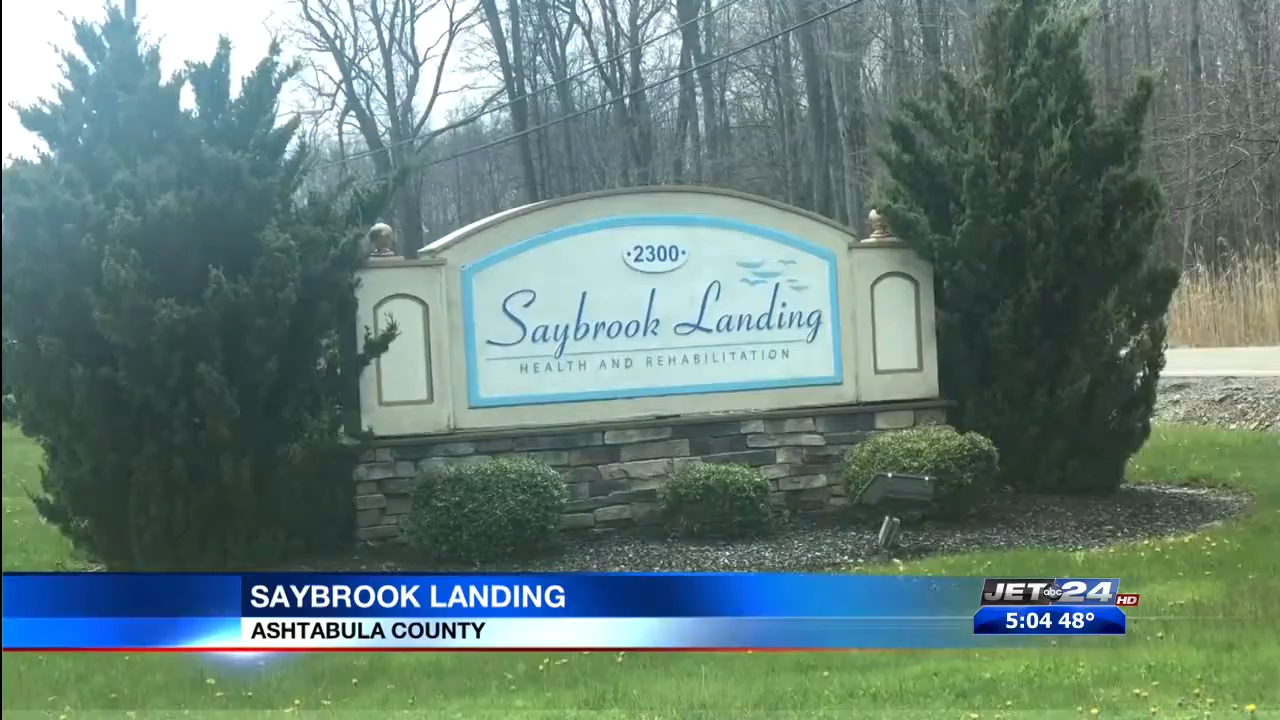 ·2300·
Saybrook Landing
HEALTH AND REHABILITATION
SAYBROOK LANDING
ASHTABULA COUNTY
JET abc 24 HD
5:04 48°